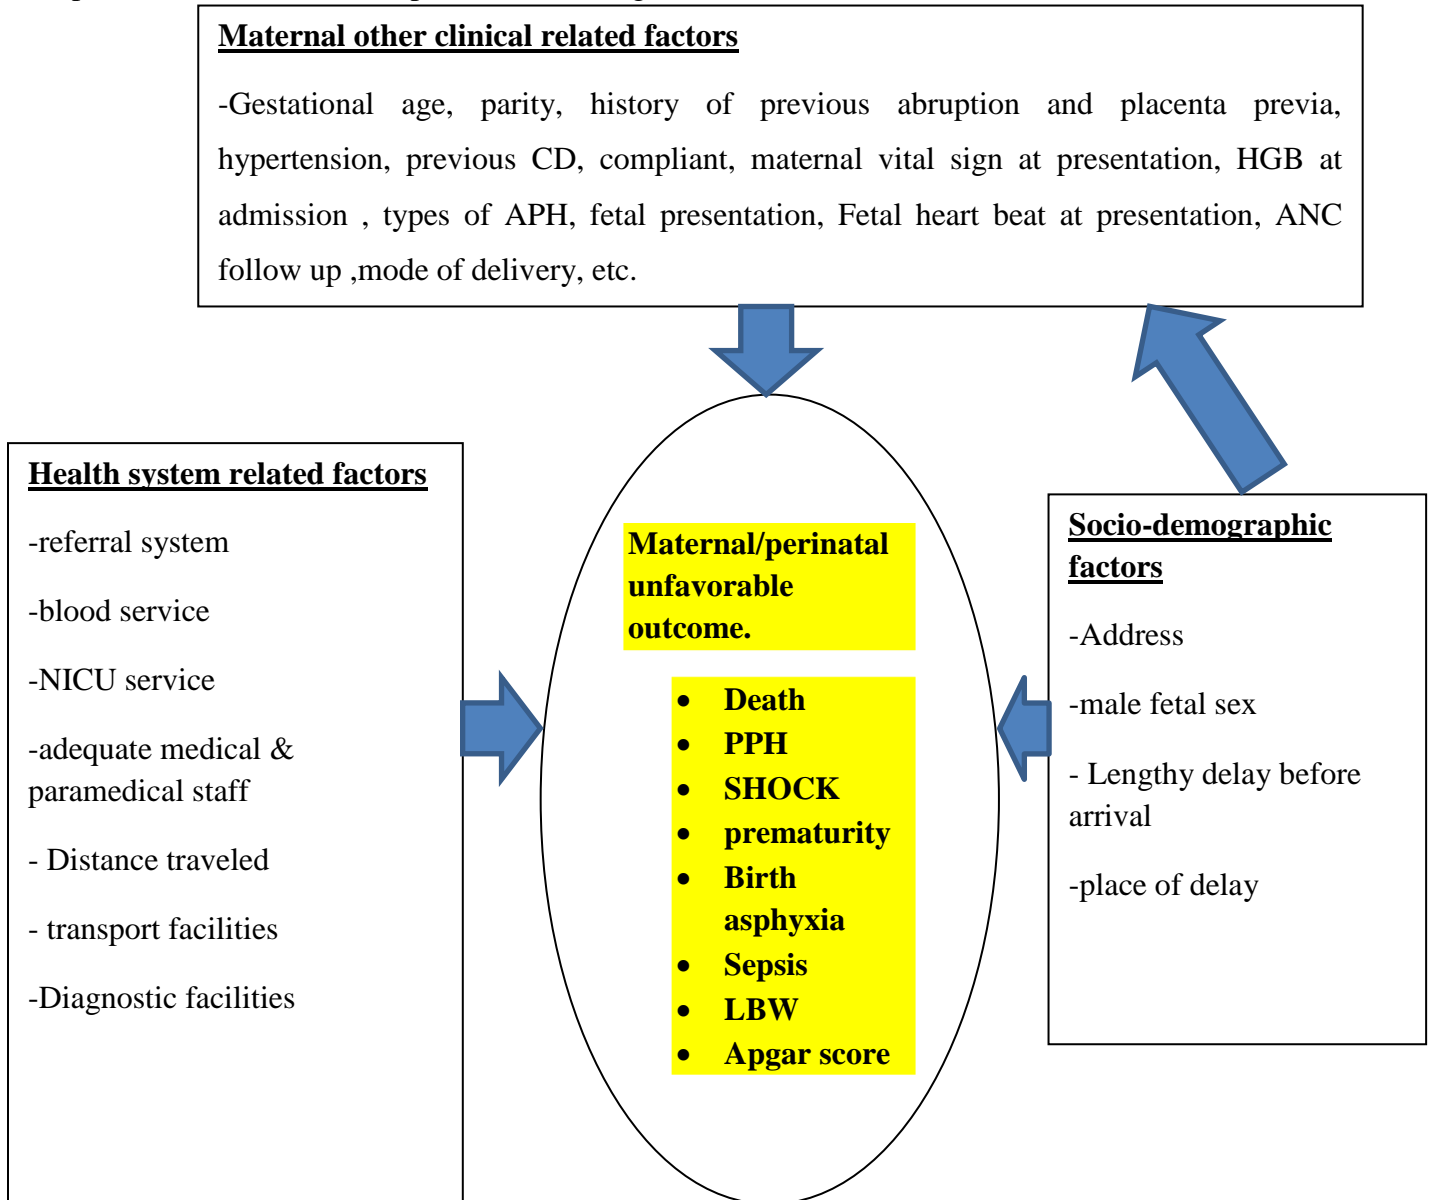 Maternal other clinical related factors
-Gestational age, parity, history of previous abruption and placenta previa,
hypertension, previous CD, compliant, maternal vital sign at presentation, HGB at
admission , types of APH, fetal presentation, Fetal heart beat at presentation, ANC
follow up ,mode of delivery, etc.
Health system related factors
-referral system
-blood service
-NICU service
-adequate medical &
paramedical staff
- Distance traveled
- transport facilities
-Diagnostic facilities
Maternal/perinatal
unfavorable
outcome.
• Death
• PPH
• SHOCK
• prematurity
• Birth
asphyxia
• Sepsis
• LBW
• Apgar score
Socio-demographic
factors
-Address
-male fetal sex
- Lengthy delay before
arrival
-place of delay